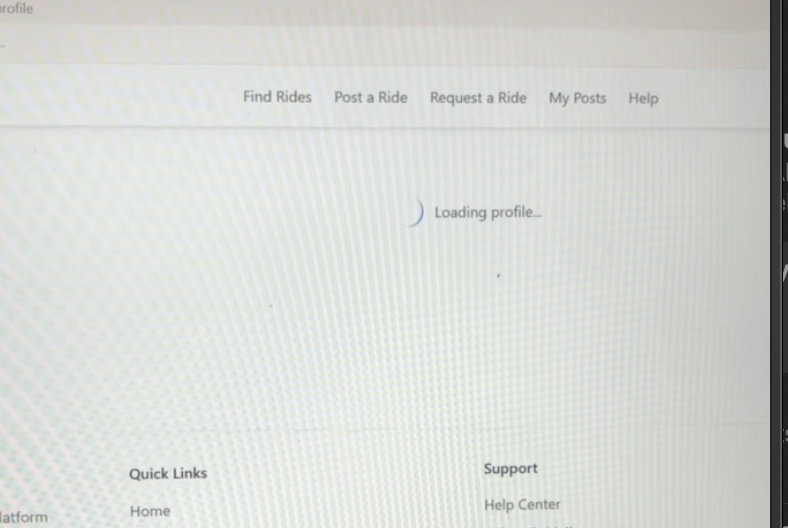 rofile
Find Rides Post a Ride Request a Ride My Posts Help
Loading profile...
Quick Links
Support
Home
Help Center
latform